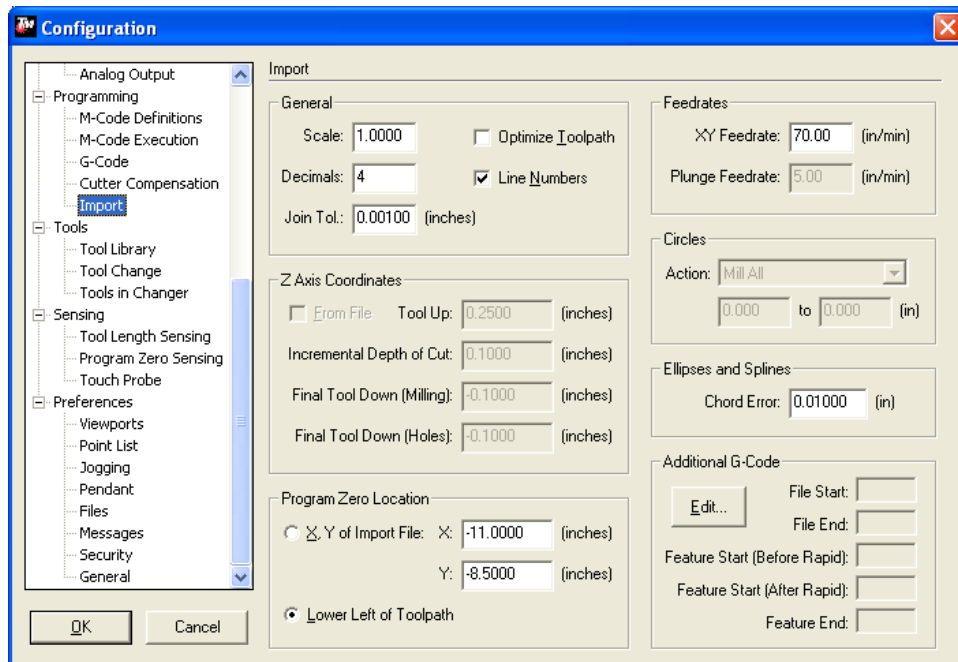 TM Configuration
Analog Output
Programming
M-Code Definitions
M-Code Execution
G-Code
Cutter Compensation
Import
Tools
Tool Library
Tool Change
Tools in Changer
Sensing
Tool Length Sensing
Program Zero Sensing
Touch Probe
Preferences
Viewports
Point List
Jogging
Pendant
Files
Messages
Security
General
OK Cancel
Import
General
Scale: 1.0000 Optimize Toolpath
Decimals: 4 Line Numbers
Join Tol.: 0.00100 (inches)
Z Axis Coordinates
From File Tool Up: 0.2500 (inches)
Incremental Depth of Cut: 0.1000 (inches)
Final Tool Down (Milling): -0.1000 (inches)
Final Tool Down (Holes): -0.1000 (inches)
Program Zero Location
X, Y of Import File: X: -11.0000 (inches)
Y: -8.5000 (inches)
Lower Left of Toolpath
Feedrates
XY Feedrate: 70.00 (in/min)
Plunge Feedrate: 5.00 (in/min)
Circles
Action: Mill All
0.000 to 0.000 (in)
Ellipses and Splines
Chord Error: 0.01000 (in)
Additional G-Code
Edit... File Start:
File End:
Feature Start (Before Rapid):
Feature Start (After Rapid):
Feature End: